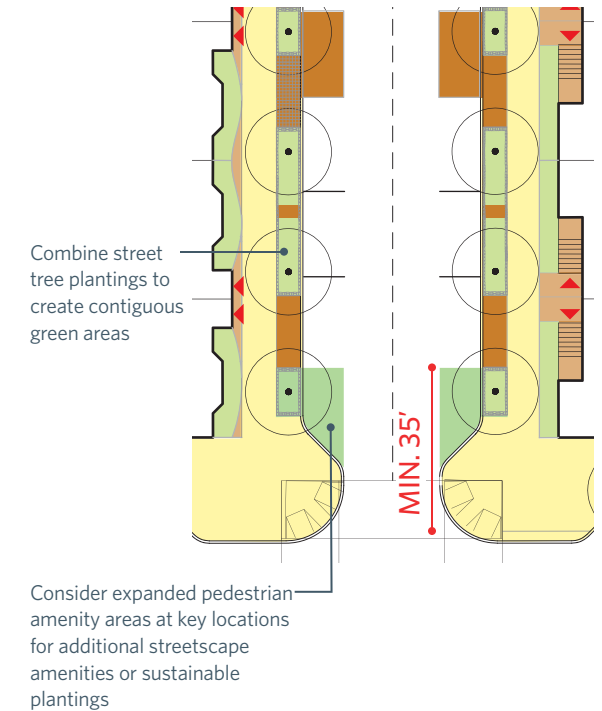 Combine street
tree plantings to
create contiguous
green areas
MIN. 35'
Consider expanded pedestrian
amenity areas at key locations
for additional streetscape
amenities or sustainable
plantings